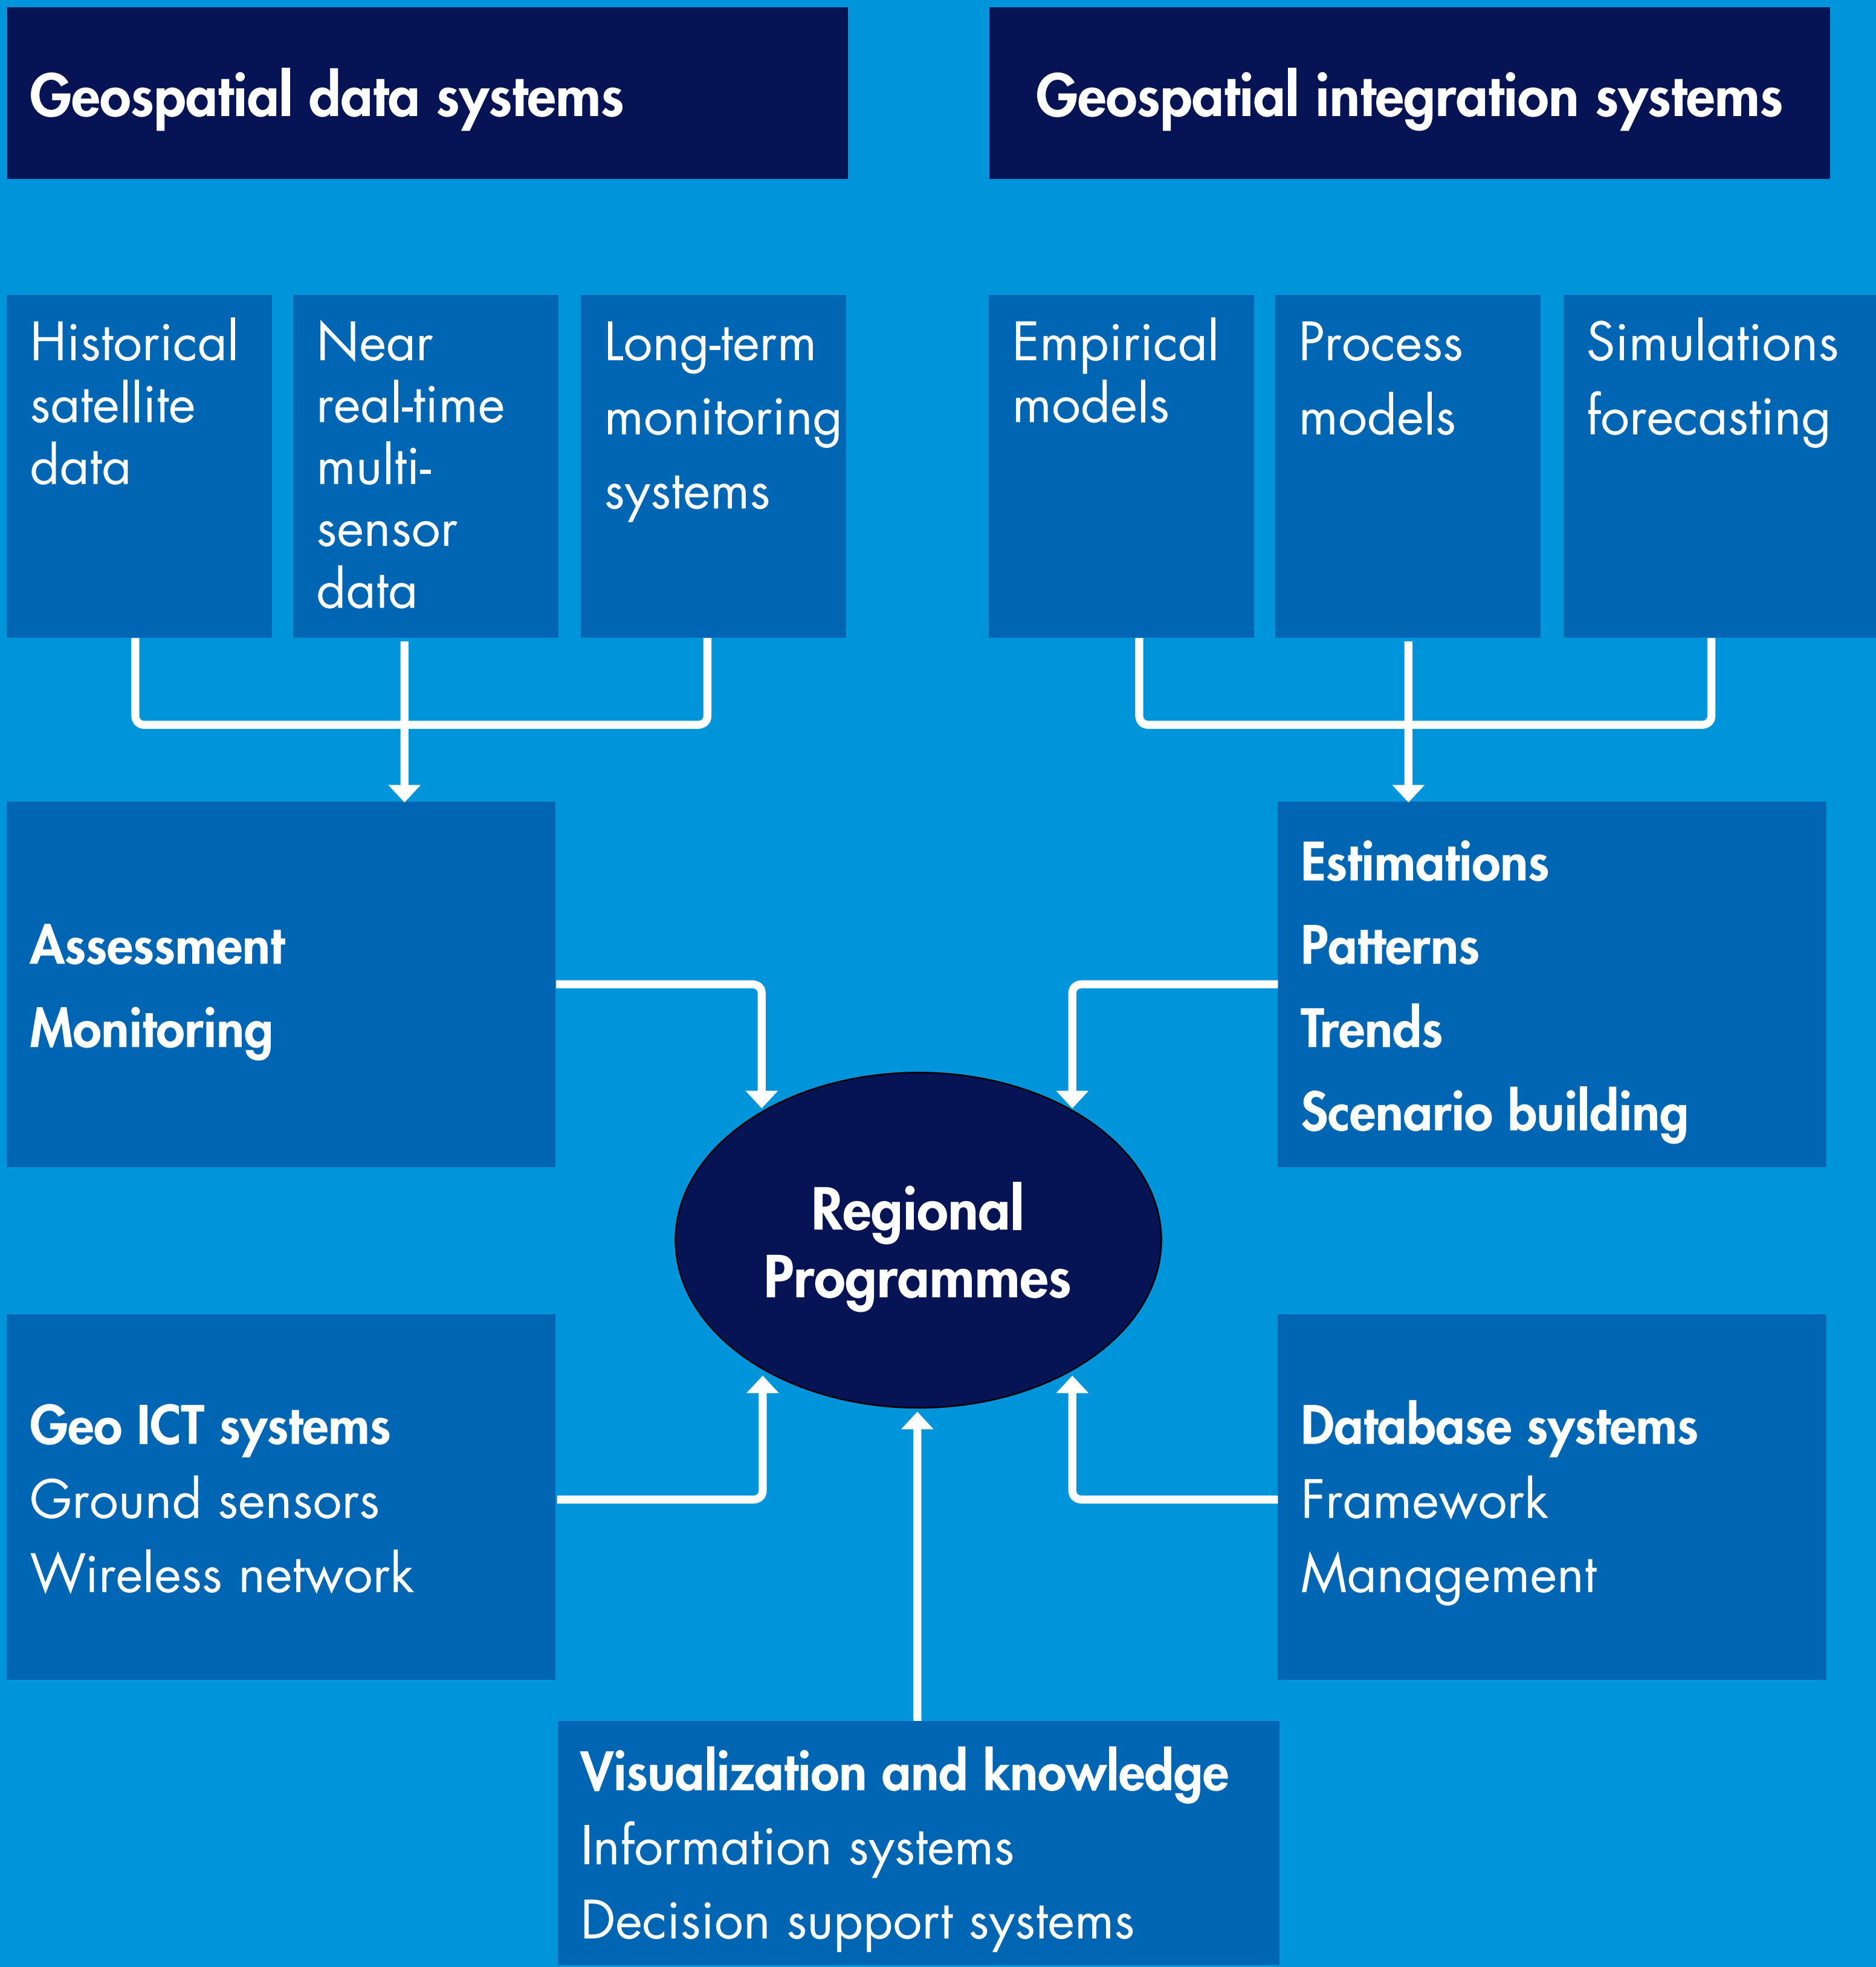 Geospatial data systems
Geospatial integration systems
Historical
satellite
data
Near
real-time
multi-
sensor
data
Long-term
monitoring
systems
Empirical
models
Process
models
Simulations
forecasting
Assessment
Monitoring
Estimations
Patterns
Trends
Scenario building
Regional
Programmes
Geo ICT systems
Ground sensors
Wireless network
Database systems
Framework
Management
Visualization and knowledge
Information systems
Decision support systems